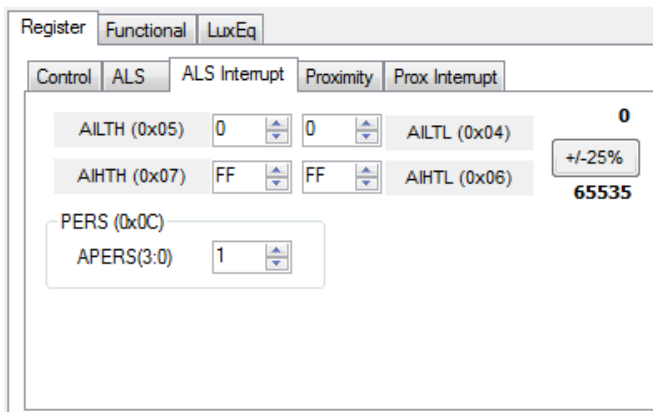 Register Functional LuxEq
Control ALS ALS Interrupt Proximity Prox Interrupt
0
AILTH (0x05) 0 0 AILTL (0x04)
+/-25%
AIHTH (0x07) FF FF AIHTL (0x06)
65535
PERS (0x0C)
APERS(3:0) 1